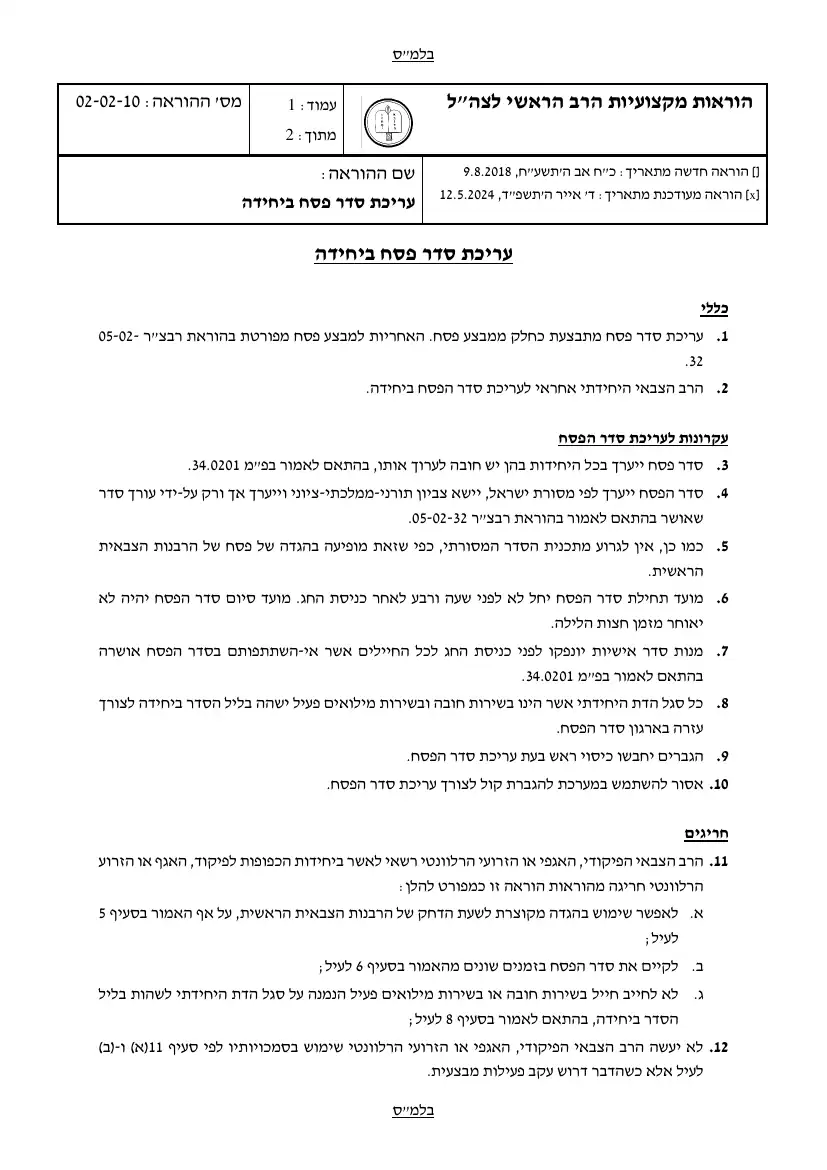 בלמ״ס
הוראות מקצועיות הרב הראשי לצה״ל
עמוד: 1
מתוך: 2
מס׳ ההוראה: 02-02-10
[] הוראה חדשה מתאריך: כ״ח אב ה׳תשע״ח, 9.8.2018
[x] הוראה מעודכנת מתאריך: ד׳ אייר ה׳תשפ״ד, 12.5.2024
שם ההוראה:
עריכת סדר פסח ביחידה
עריכת סדר פסח ביחידה
כללי
1. עריכת סדר פסח מתבצעת כחלק ממבצע פסח. האחריות למבצע פסח מפורטת בהוראת רבצ״ר 05-02-
32.
2. הרב הצבאי היחידתי אחראי לעריכת סדר הפסח ביחידה.
עקרונות לעריכת סדר הפסח
3. סדר פסח ייערך בכל היחידות בהן יש חובה לערוך אותו, בהתאם לאמור בפ״מ 34.0201.
4. סדר הפסח ייערך לפי מסורת ישראל, יישא צביון תורני-ממלכתי-ציוני וייערך אך ורק על-ידי עורך סדר
שאושר בהתאם לאמור בהוראת רבצ״ר 05-02-32.
5. כמו כן, אין לגרוע מתכנית הסדר המסורתי, כפי שזאת מופיעה בהגדה של פסח של הרבנות הצבאית
הראשית.
6. מועד תחילת סדר הפסח יחל לא לפני שעה ורבע לאחר כניסת החג. מועד סיום סדר הפסח יהיה לא
יאוחר מזמן חצות הלילה.
7. מנות סדר אישיות יונפקו לפני כניסת החג לכל החיילים אשר אי-השתתפותם בסדר הפסח אושרה
בהתאם לאמור בפ״מ 34.0201.
8. כל סגל הדת היחידתי אשר הינו בשירות חובה ובשירות מילואים פעיל ישהה בליל הסדר ביחידה לצורך
עזרה בארגון סדר הפסח.
9. הגברים יחבשו כיסוי ראש בעת עריכת סדר הפסח.
10. אסור להשתמש במערכת להגברת קול לצורך עריכת סדר הפסח.
חריגים
11. הרב הצבאי הפיקודי, האגפי או הזרועי הרלוונטי רשאי לאשר ביחידות הכפופות לפיקוד, האגף או הזרוע
הרלוונטי חריגה מהוראות הוראה זו כמפורט להלן:
א. לאפשר שימוש בהגדה מקוצרת לשעת הדחק של הרבנות הצבאית הראשית, על אף האמור בסעיף 5
לעיל;
ב. לקיים את סדר הפסח בזמנים שונים מהאמור בסעיף 6 לעיל;
ג. לא לחייב חייל בשירות חובה או בשירות מילואים פעיל הנמנה על סגל הדת היחידתי לשהות בליל
הסדר ביחידה, בהתאם לאמור בסעיף 8 לעיל;
12. לא יעשה הרב הצבאי הפיקודי, האגפי או הזרועי הרלוונטי שימוש בסמכויותיו לפי סעיף 11(א) ו-(ב)
לעיל אלא כשהדבר דרוש עקב פעילות מבצעית.
בלמ״ס